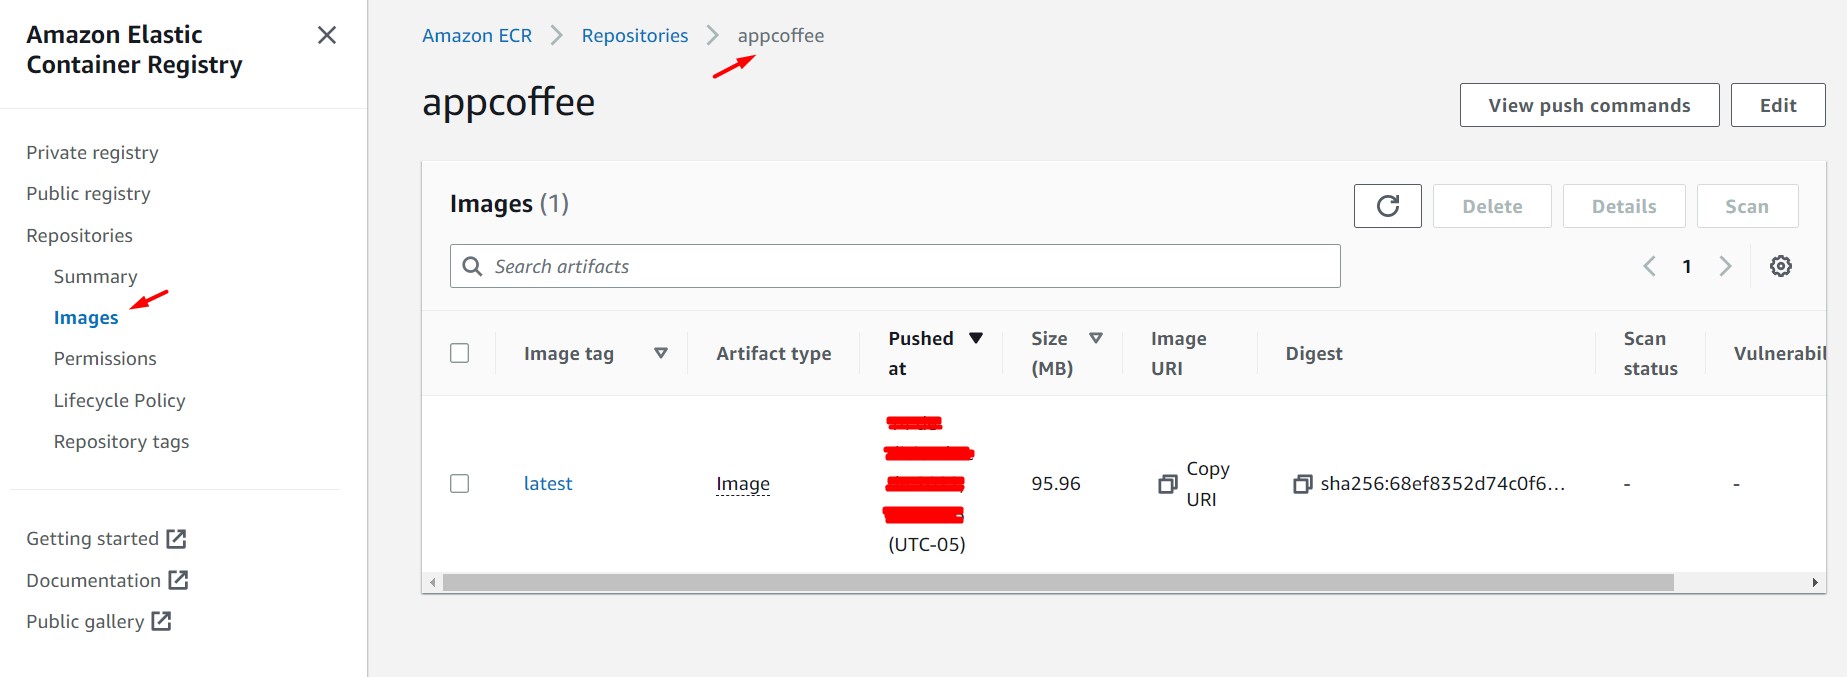 Amazon Elastic
Container Registry
Private registry
Public registry
Repositories
Summary
Images
Permissions
Lifecycle Policy
Repository tags
Getting started
Documentation
Public gallery
Amazon ECR
Repositories
appcoffee
appcoffee
View push commands
Edit
Images (1)
Delete
Details
Scan
Search artifacts
1
Image tag
Artifact type
Pushed
at
Size
(MB)
Image
URI
Digest
Scan
status
Vulnerabil
latest
Image
(UTC-05)
95.96
Copy
URI
sha256:68ef8352d74c0f6...
-
-